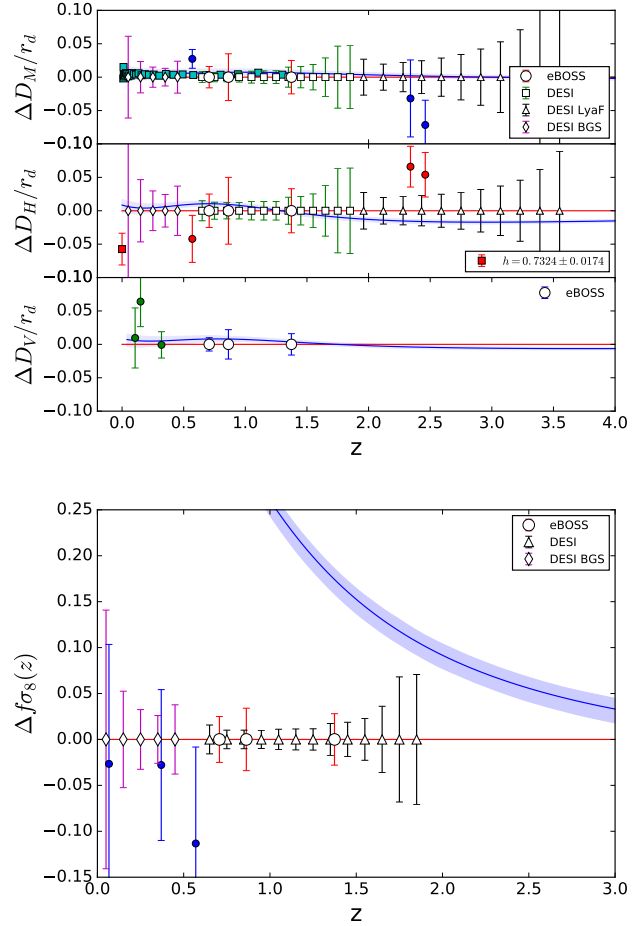 0.10
0.05
0.00
−0.05
−0.10
ΔD_M/r_d
eBOSS
DESI
DESI LyaF
DESI BGS
0.10
0.05
0.00
−0.05
−0.10
ΔD_H/r_d
h = 0.7324 ± 0.0174
0.10
0.05
0.00
−0.05
−0.10
ΔD_V/r_d
eBOSS
0.0 0.5 1.0 1.5 2.0 2.5 3.0 3.5 4.0
z
0.25
0.20
0.15
0.10
0.05
0.00
−0.05
−0.10
−0.15
Δfσ_8(z)
eBOSS
DESI
DESI BGS
0.0 0.5 1.0 1.5 2.0 2.5 3.0
z